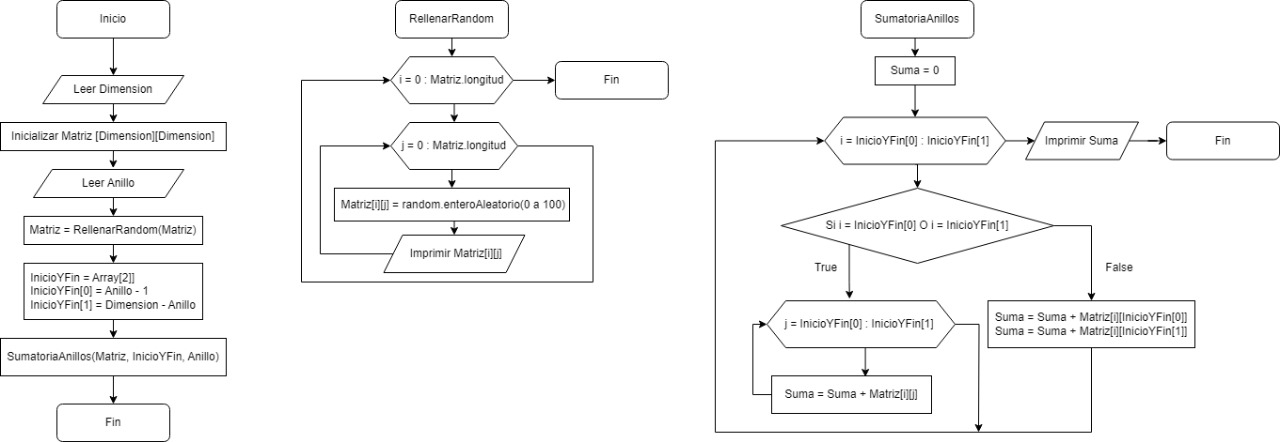 Inicio
Leer Dimension
Inicializar Matriz [Dimension][Dimension]
Leer Anillo
Matriz = RellenarRandom(Matriz)
InicioYFin = Array[2]]
InicioYFin[0] = Anillo - 1
InicioYFin[1] = Dimension - Anillo
SumatoriaAnillos(Matriz, InicioYFin, Anillo)
Fin
RellenarRandom
i = 0 : Matriz.longitud
Fin
j = 0 : Matriz.longitud
Matriz[i][j] = random.enteroAleatorio(0 a 100)
Imprimir Matriz[i][j]
SumatoriaAnillos
Suma = 0
i = InicioYFin[0] : InicioYFin[1]
Imprimir Suma
Fin
Si i = InicioYFin[0] O i = InicioYFin[1]
True
False
j = InicioYFin[0] : InicioYFin[1]
Suma = Suma + Matriz[i][j]
Suma = Suma + Matriz[i][InicioYFin[0]]
Suma = Suma + Matriz[i][InicioYFin[1]]